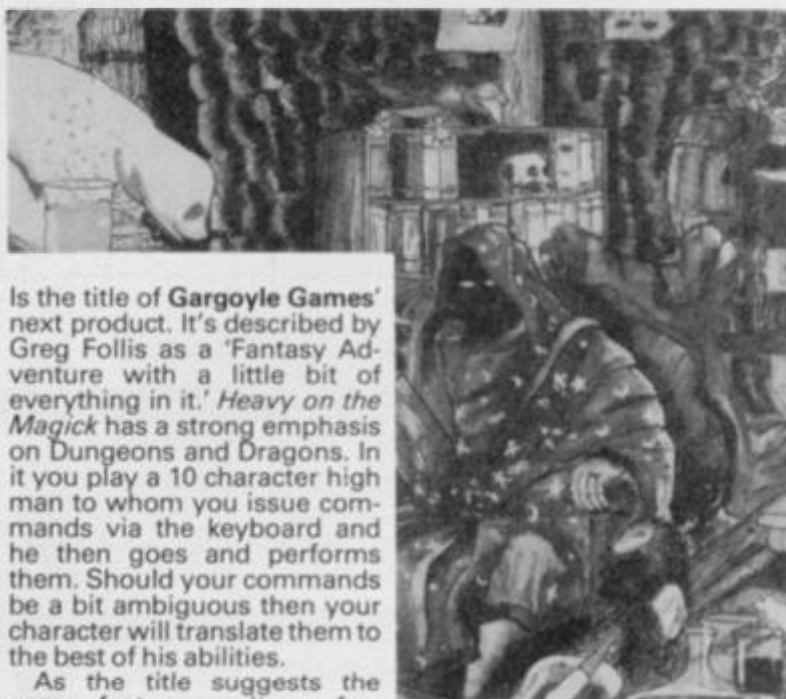 Is the title of Gargoyle Games'
next product. It's described by
Greg Follis as a 'Fantasy Ad-
venture with a little bit of
everything in it.' Heavy on the
Magick has a strong emphasis
on Dungeons and Dragons. In
it you play a 10 character high
man to whom you issue com-
mands via the keyboard and
he then goes and performs
them. Should your commands
be a bit ambiguous then your
character will translate them to
the best of his abilities.
As the title suggests the